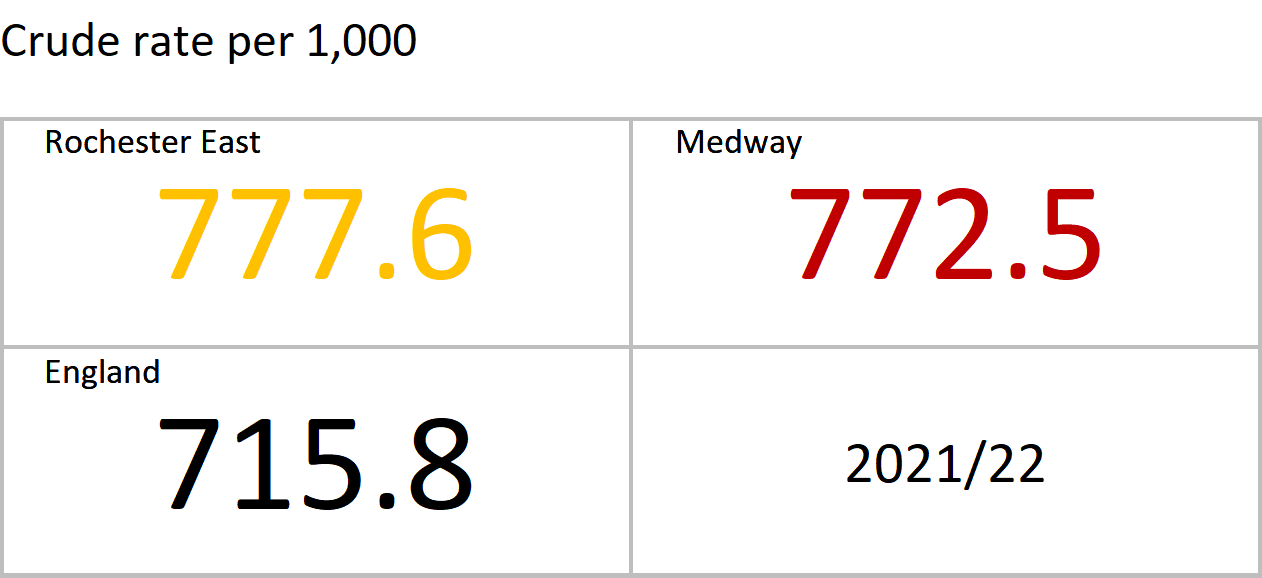 Crude rate per 1,000
Rochester East
777.6
Medway
772.5
England
715.8
2021/22